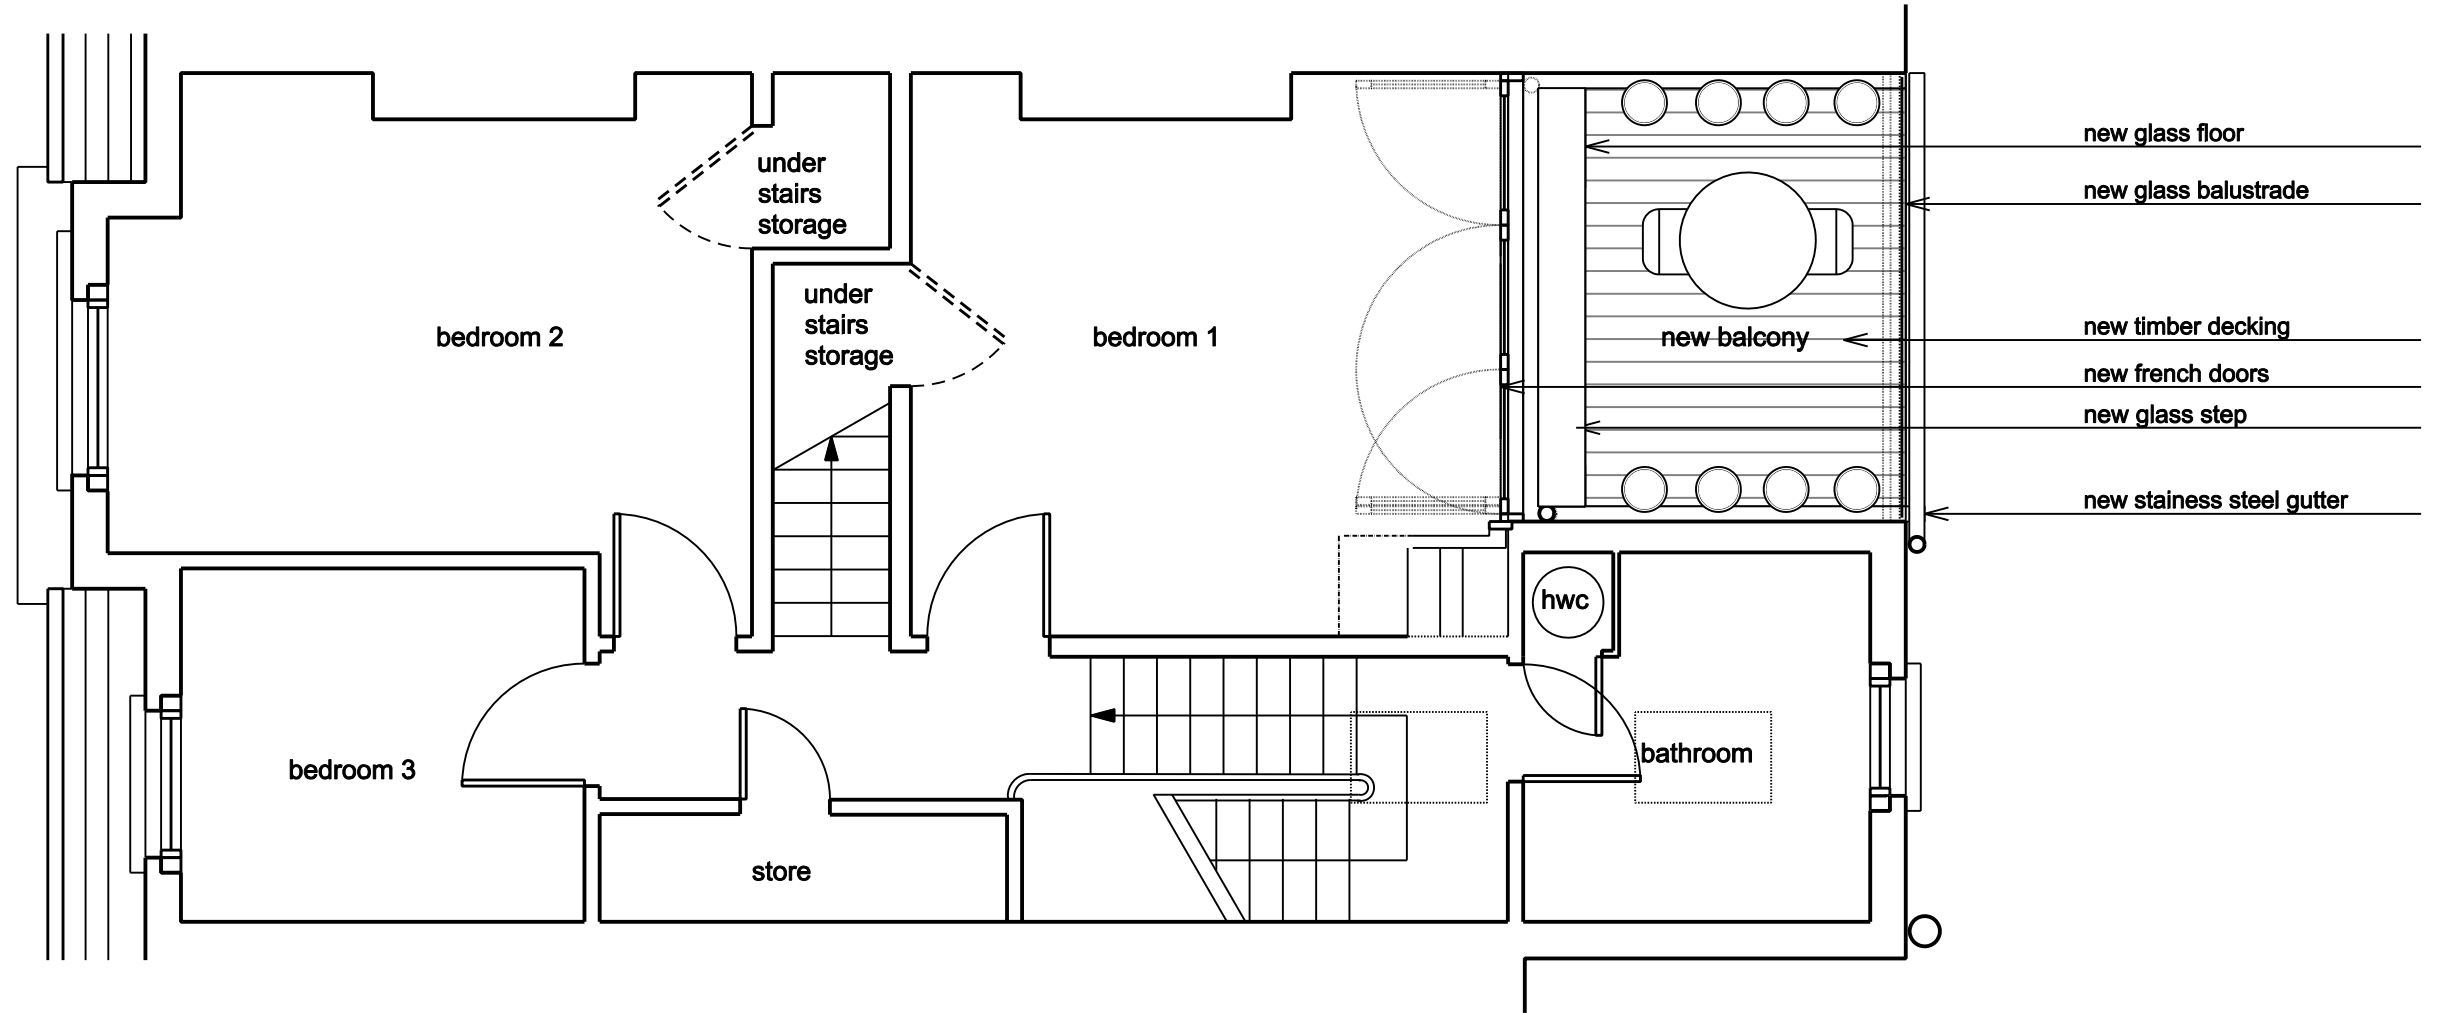 under
stairs
storage
under
stairs
storage
bedroom 2
bedroom 1
new balcony
new glass floor
new glass balustrade
new timber decking
new french doors
new glass step
new stainess steel gutter
hwc
bedroom 3
bathroom
store